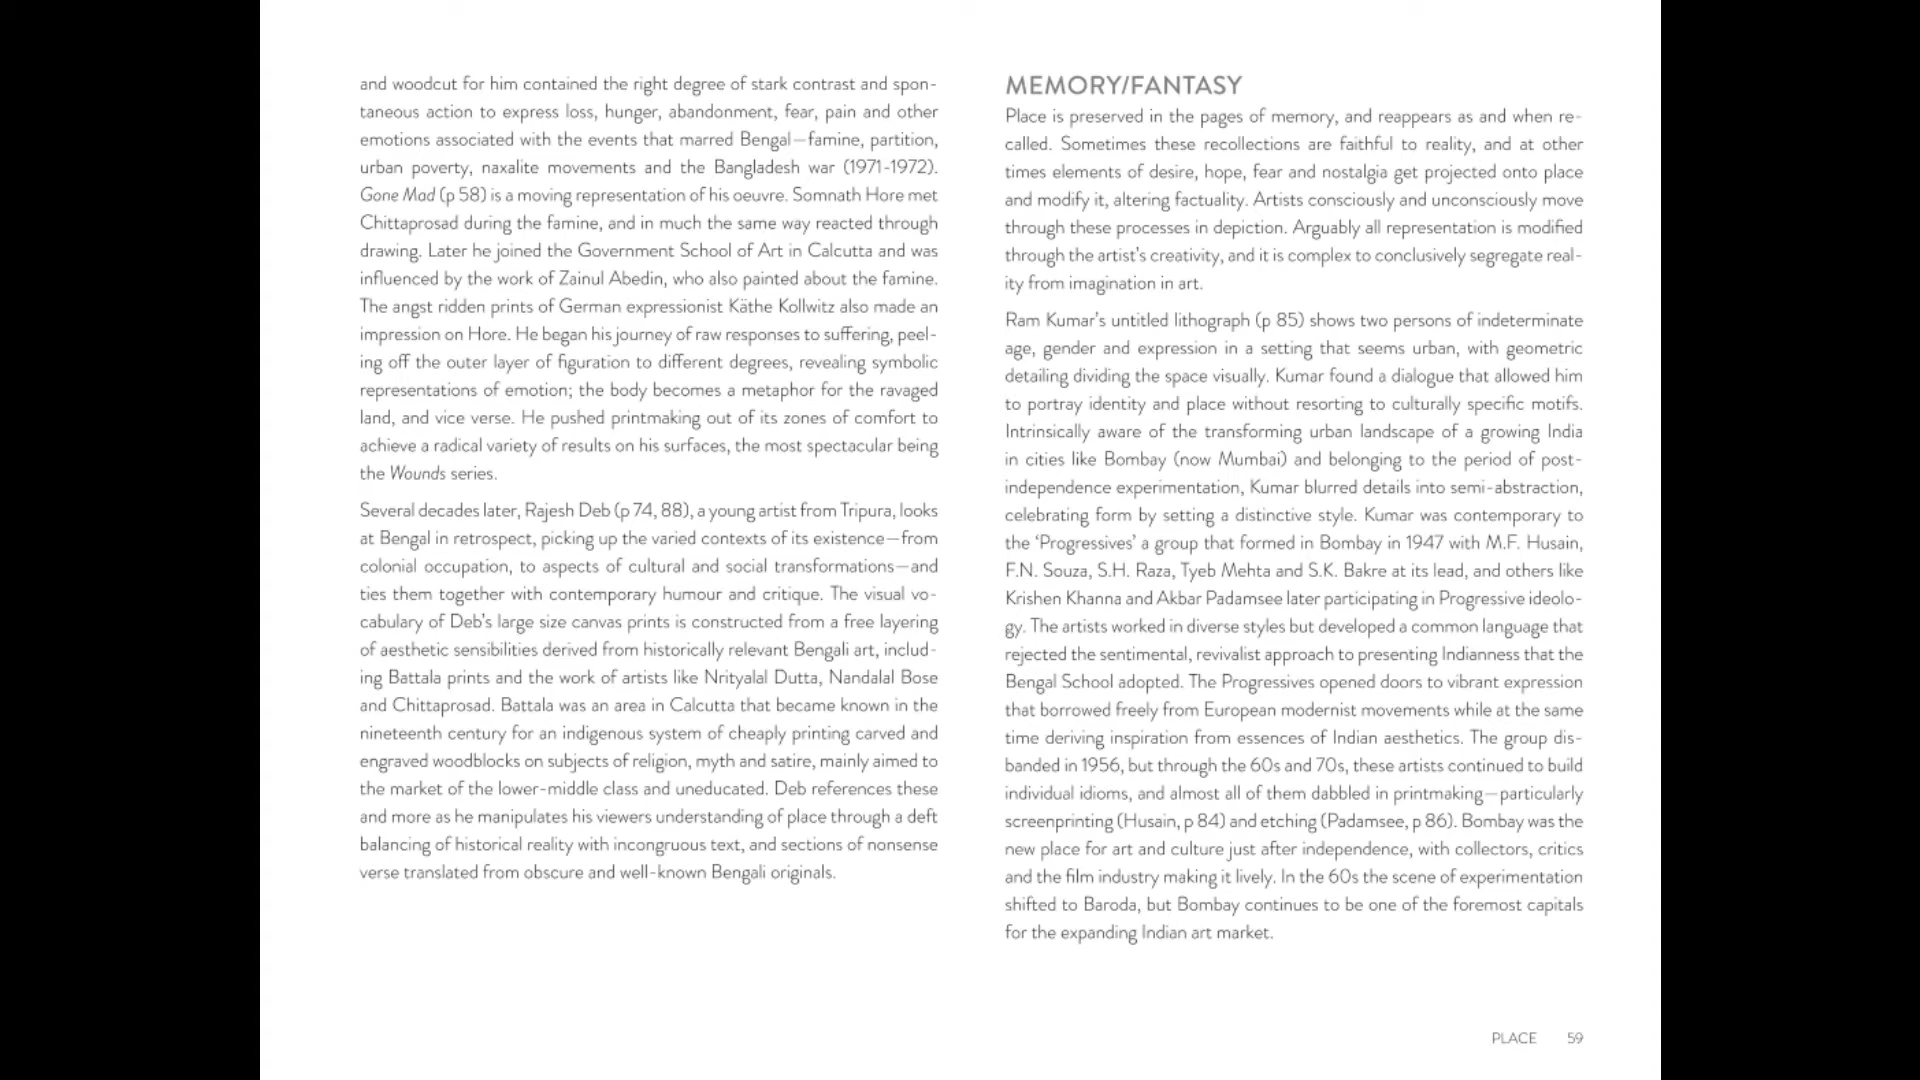 and woodcut for him contained the right degree of stark contrast and spon-
taneous action to express loss, hunger, abandonment, fear, pain and other
emotions associated with the events that marred Bengal—famine, partition,
urban poverty, naxalite movements and the Bangladesh war (1971-1972).
Gone Mad (p 58) is a moving representation of his oeuvre. Somnath Hore met
Chittaprosad during the famine, and in much the same way reacted through
drawing. Later he joined the Government School of Art in Calcutta and was
influenced by the work of Zainul Abedin, who also painted about the famine.
The angst ridden prints of German expressionist Käthe Kollwitz also made an
impression on Hore. He began his journey of raw responses to suffering, peel-
ing off the outer layer of figuration to different degrees, revealing symbolic
representations of emotion; the body becomes a metaphor for the ravaged
land, and vice verse. He pushed printmaking out of its zones of comfort to
achieve a radical variety of results on his surfaces, the most spectacular being
the Wounds series.
Several decades later, Rajesh Deb (p 74, 88), a young artist from Tripura, looks
at Bengal in retrospect, picking up the varied contexts of its existence—from
colonial occupation, to aspects of cultural and social transformations—and
ties them together with contemporary humour and critique. The visual vo-
cabulary of Deb's large size canvas prints is constructed from a free layering
of aesthetic sensibilities derived from historically relevant Bengali art, includ-
ing Battala prints and the work of artists like Nrityalal Dutta, Nandalal Bose
and Chittaprosad. Battala was an area in Calcutta that became known in the
nineteenth century for an indigenous system of cheaply printing carved and
engraved woodblocks on subjects of religion, myth and satire, mainly aimed to
the market of the lower-middle class and uneducated. Deb references these
and more as he manipulates his viewers understanding of place through a deft
balancing of historical reality with incongruous text, and sections of nonsense
verse translated from obscure and well-known Bengali originals.
MEMORY/FANTASY
Place is preserved in the pages of memory, and reappears as and when re-
called. Sometimes these recollections are faithful to reality, and at other
times elements of desire, hope, fear and nostalgia get projected onto place
and modify it, altering factuality. Artists consciously and unconsciously move
through these processes in depiction. Arguably all representation is modified
through the artist's creativity, and it is complex to conclusively segregate real-
ity from imagination in art.
Ram Kumar's untitled lithograph (p 85) shows two persons of indeterminate
age, gender and expression in a setting that seems urban, with geometric
detailing dividing the space visually. Kumar found a dialogue that allowed him
to portray identity and place without resorting to culturally specific motifs.
Intrinsically aware of the transforming urban landscape of a growing India
in cities like Bombay (now Mumbai) and belonging to the period of post-
independence experimentation, Kumar blurred details into semi-abstraction,
celebrating form by setting a distinctive style. Kumar was contemporary to
the 'Progressives' a group that formed in Bombay in 1947 with M.F. Husain,
F.N. Souza, S.H. Raza, Tyeb Mehta and S.K. Bakre at its lead, and others like
Krishen Khanna and Akbar Padamsee later participating in Progressive ideolo-
gy. The artists worked in diverse styles but developed a common language that
rejected the sentimental, revivalist approach to presenting Indianness that the
Bengal School adopted. The Progressives opened doors to vibrant expression
that borrowed freely from European modernist movements while at the same
time deriving inspiration from essences of Indian aesthetics. The group dis-
banded in 1956, but through the 60s and 70s, these artists continued to build
individual idioms, and almost all of them dabbled in printmaking—particularly
screenprinting (Husain, p 84) and etching (Padamsee, p 86). Bombay was the
new place for art and culture just after independence, with collectors, critics
and the film industry making it lively. In the 60s the scene of experimentation
shifted to Baroda, but Bombay continues to be one of the foremost capitals
for the expanding Indian art market.
PLACE 59